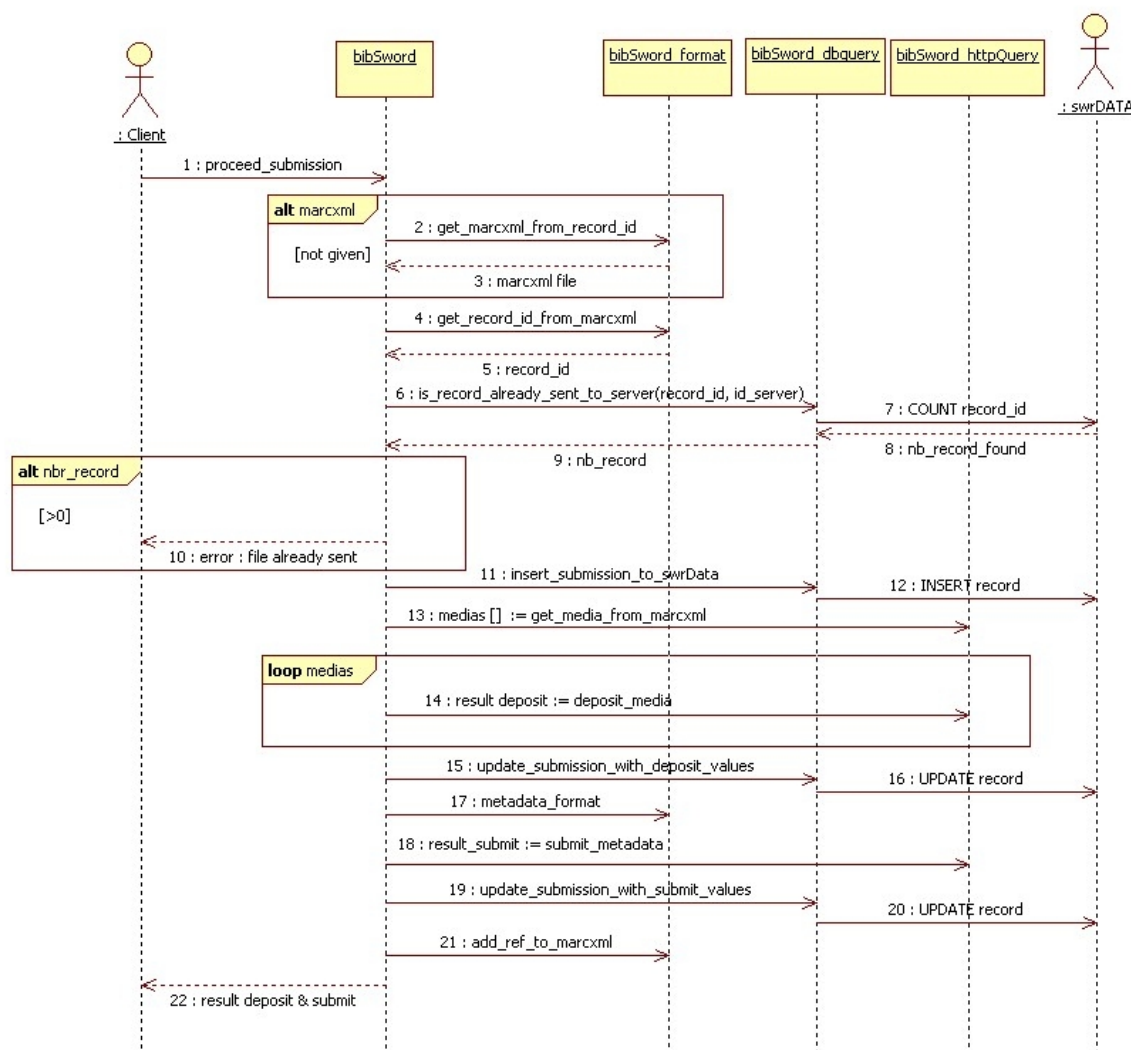 bibSword
bibSword_format
bibSword_dbquery
bibSword_httpQuery
: swrDATA
: Client
1 : proceed_submission
alt marcxml
2 : get_marcxml_from_record_id
[not given]
3 : marcxml file
4 : get_record_id_from_marcxml
5 : record_id
6 : is_record_already_sent_to_server(record_id, id_server)
7 : COUNT record_id
8 : nb_record_found
9 : nb_record
alt nbr_record
[>0]
10 : error : file already sent
11 : insert_submission_to_swrData
12 : INSERT record
13 : medias [] := get_media_from_marcxml
loop medias
14 : result deposit := deposit_media
15 : update_submission_with_deposit_values
16 : UPDATE record
17 : metadata_format
18 : result_submit := submit_metadata
19 : update_submission_with_submit_values
20 : UPDATE record
21 : add_ref_to_marcxml
22 : result deposit & submit